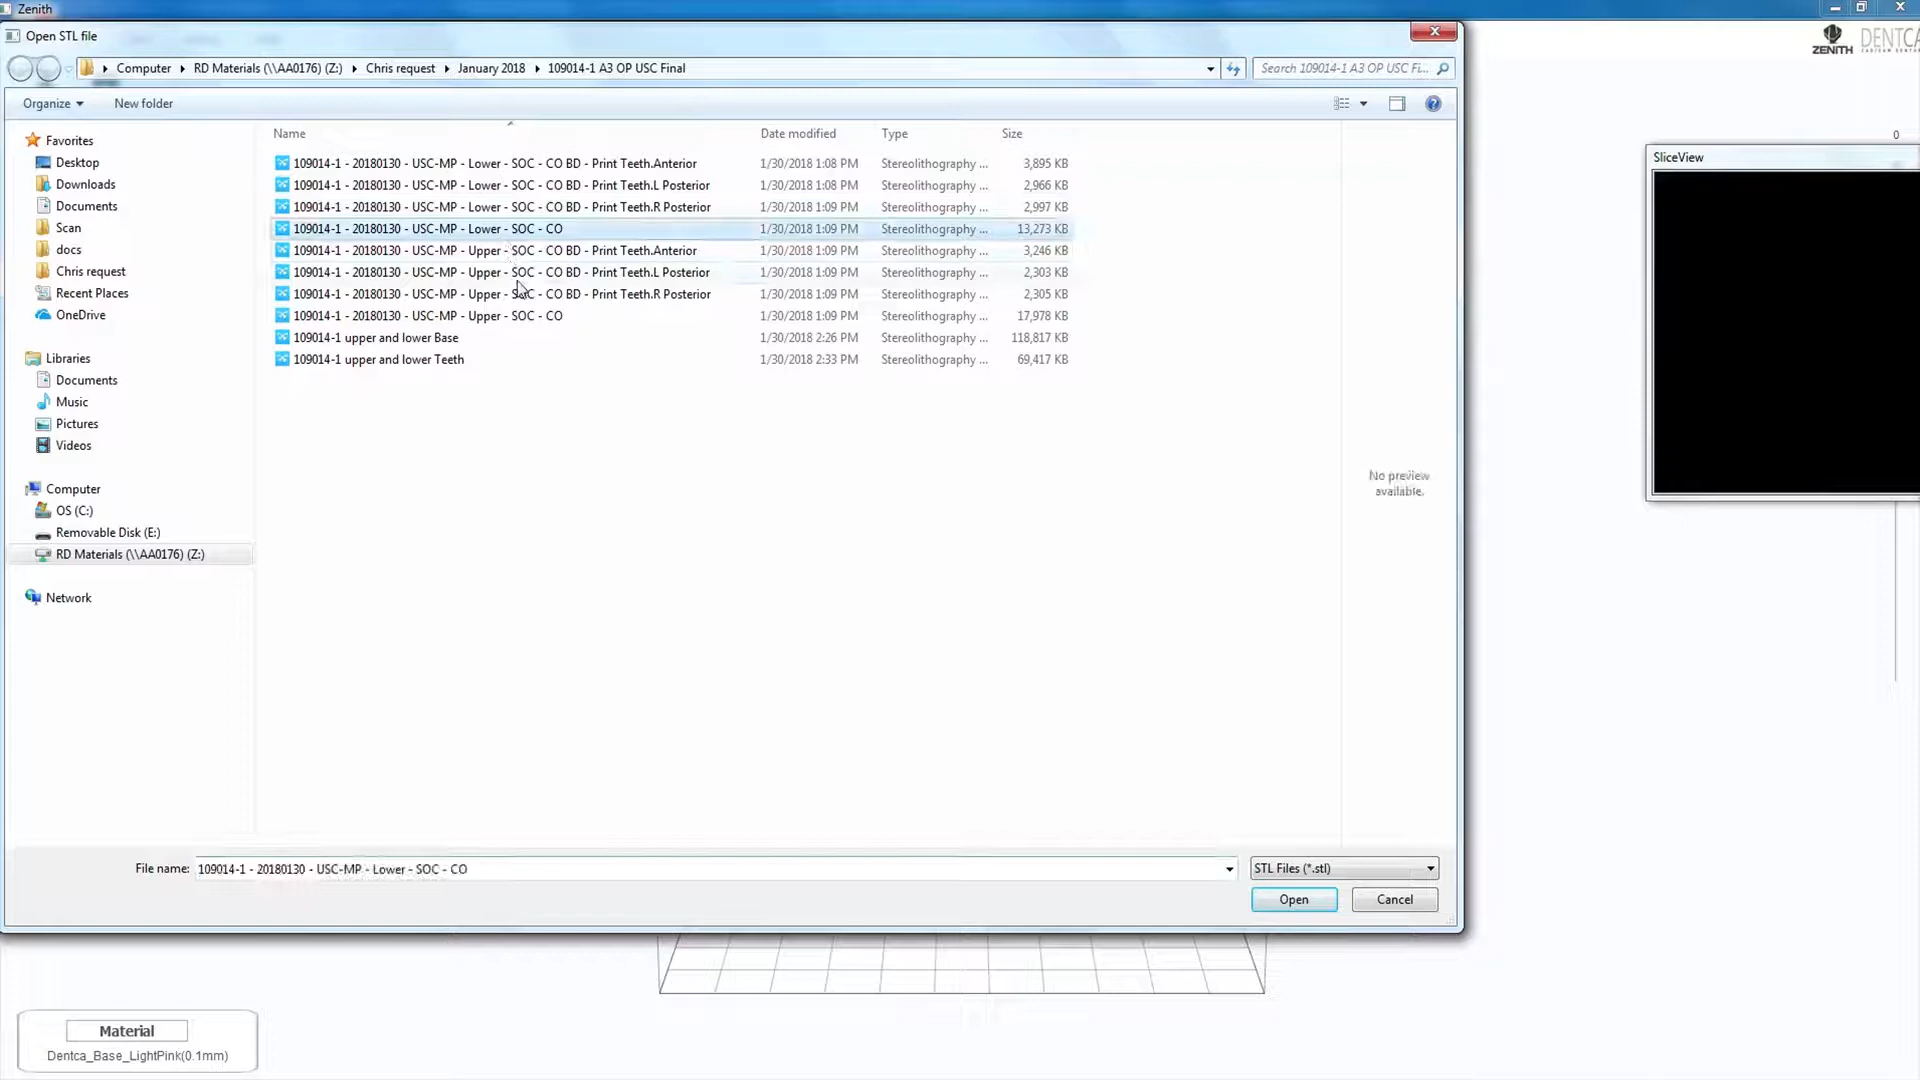 Zenith
Open STL file
Computer RD Materials (\\AA0176) (Z:) Chris request January 2018 109014-1 A3 OP USC Final
Search 109014-1 A3 OP USC Fi...
ZENITH
Organize New folder
Name Date modified Type Size
0
SliceView
Favorites
Desktop
Downloads
Documents
Scan
docs
Chris request
Recent Places
OneDrive
Libraries
Documents
Music
Pictures
Videos
Computer
OS (C:)
Removable Disk (E:)
RD Materials (\\AA0176) (Z:)
Network
109014-1 - 20180130 - USC-MP - Lower - SOC - CO BD - Print Teeth.Anterior 1/30/2018 1:08 PM Stereolithography ... 3,895 KB
109014-1 - 20180130 - USC-MP - Lower - SOC - CO BD - Print Teeth.L Posterior 1/30/2018 1:08 PM Stereolithography ... 2,966 KB
109014-1 - 20180130 - USC-MP - Lower - SOC - CO BD - Print Teeth.R Posterior 1/30/2018 1:09 PM Stereolithography ... 2,997 KB
109014-1 - 20180130 - USC-MP - Lower - SOC - CO 1/30/2018 1:09 PM Stereolithography ... 13,273 KB
109014-1 - 20180130 - USC-MP - Upper - SOC - CO BD - Print Teeth.Anterior 1/30/2018 1:09 PM Stereolithography ... 3,246 KB
109014-1 - 20180130 - USC-MP - Upper - SOC - CO BD - Print Teeth.L Posterior 1/30/2018 1:09 PM Stereolithography ... 2,303 KB
109014-1 - 20180130 - USC-MP - Upper - SOC - CO BD - Print Teeth.R Posterior 1/30/2018 1:09 PM Stereolithography ... 2,305 KB
109014-1 - 20180130 - USC-MP - Upper - SOC - CO 1/30/2018 1:09 PM Stereolithography ... 17,978 KB
109014-1 upper and lower Base 1/30/2018 2:26 PM Stereolithography ... 118,817 KB
109014-1 upper and lower Teeth 1/30/2018 2:33 PM Stereolithography ... 69,417 KB
No preview
available.
File name: 109014-1 - 20180130 - USC-MP - Lower - SOC - CO
STL Files (*.stl)
Open Cancel
Material
Dentca_Base_LightPink(0.1mm)